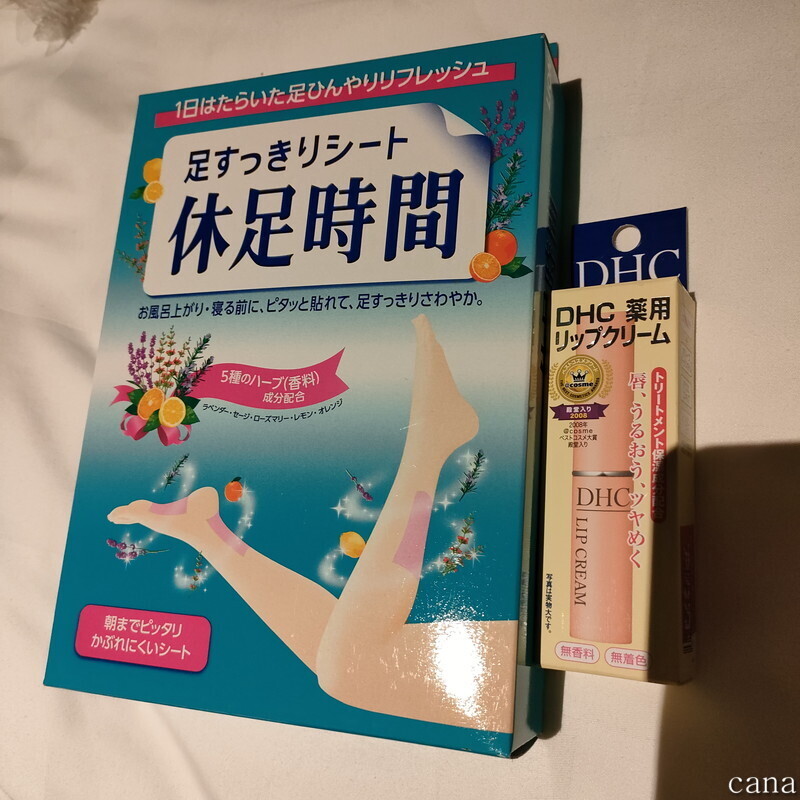 1日はたらいた足ひんやりリフレッシュ
足すっきりシート
休足時間
お風呂上がり・寝る前に、ピタッと貼れて、足すっきりさわやか。
5種のハーブ(香料)
成分配合
ラベンダー・セージ・ローズマリー・レモン・オレンジ
朝までピッタリ
かぶれにくいシート
DHC
DHC 薬用
リップクリーム
@cosme
殿堂入り
2008
2008年
@cosme
ベストコスメ大賞
殿堂入り
トリートメント保湿
唇、うるおう、ツヤめく
DHC
LIP CREAM
写真は実物大です。
無香料
無着色
cana